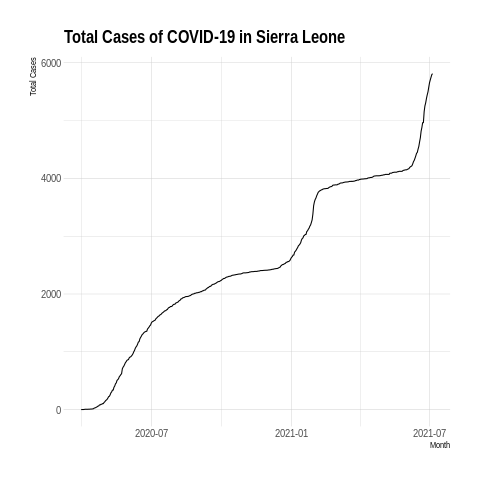 Total Cases of COVID-19 in Sierra Leone
Total Cases
6000
4000
2000
0
2020-07 2021-01 2021-07
Month